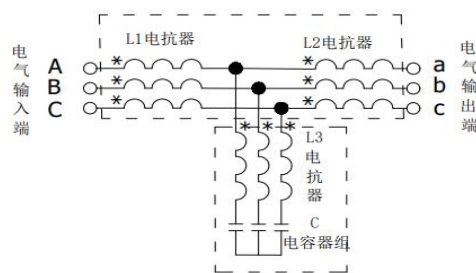 L1电抗器
L2电抗器
电气输入端
A
B
C
* * *
* * *
a
b
c
电气输出端
* * *
L3
电抗器
C
电容器组